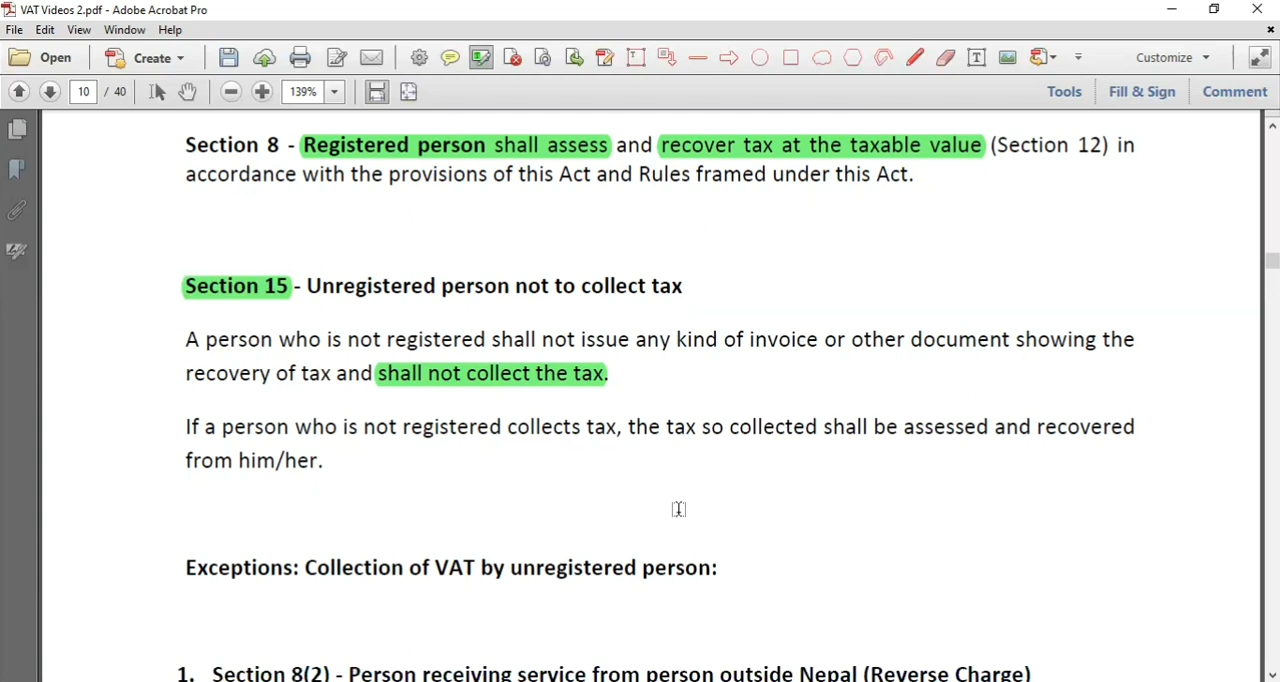 VAT Videos 2.pdf - Adobe Acrobat Pro
File Edit View Window Help
Open Create Customize
10 / 40 139% Tools Fill & Sign Comment
Section 8 - Registered person shall assess and recover tax at the taxable value (Section 12) in
accordance with the provisions of this Act and Rules framed under this Act.
Section 15 - Unregistered person not to collect tax
A person who is not registered shall not issue any kind of invoice or other document showing the
recovery of tax and shall not collect the tax.
If a person who is not registered collects tax, the tax so collected shall be assessed and recovered
from him/her.
Exceptions: Collection of VAT by unregistered person:
1. Section 8(2) - Person receiving service from person outside Nepal (Reverse Charge)